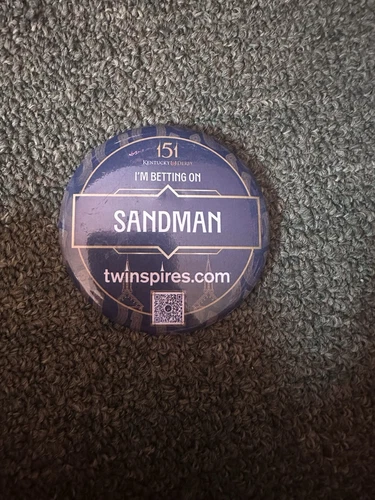 151
KENTUCKY DERBY
I'M BETTING ON
SANDMAN
twinspires.com